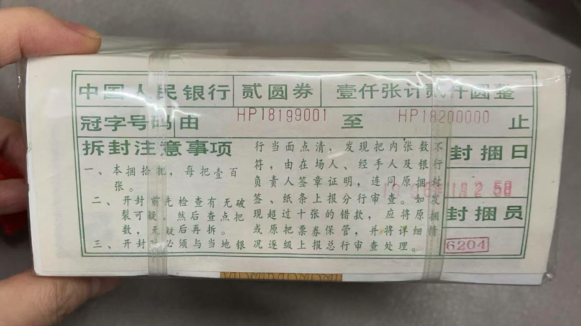 中国人民银行 贰圆券 壹仟张计贰仟圆整
冠字号码由 HP18199001 至 HP18200000 止
拆封注意事项
一、本捆拾把，每把壹百
张。
二、开封前先检查有无破
裂可疑，然后查点把
数，无疑后再拆。
三、开封 必须与当地银
行当面点清，发现把内张数不
符，由在场人、经手人及银行
负责人签章证明，连同原捆封
签、纸条上报分行审查。如发
现超过十张的错款，应将原捆
或原把票券保管，并将详细情
况逐级上报总行审查处理。
封捆日
封捆员
6204